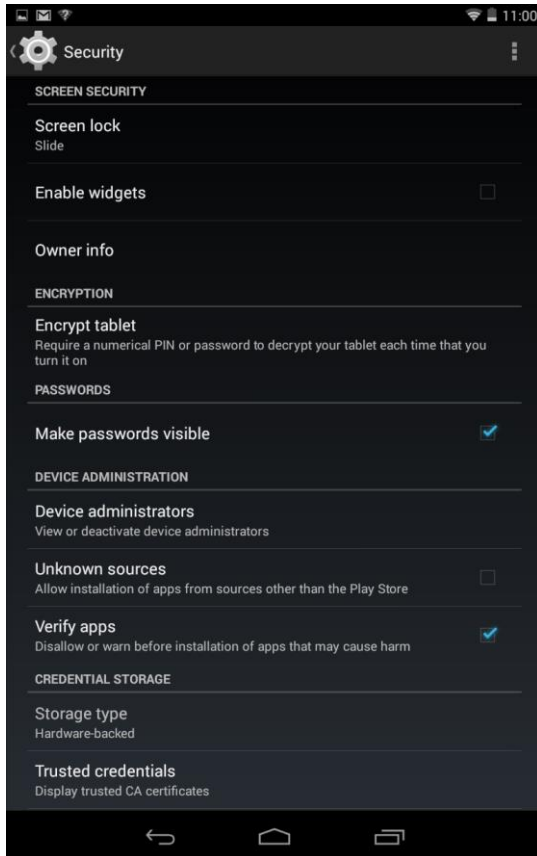 11:00
Security
SCREEN SECURITY
Screen lock
Slide
Enable widgets
Owner info
ENCRYPTION
Encrypt tablet
Require a numerical PIN or password to decrypt your tablet each time that you
turn it on
PASSWORDS
Make passwords visible
DEVICE ADMINISTRATION
Device administrators
View or deactivate device administrators
Unknown sources
Allow installation of apps from sources other than the Play Store
Verify apps
Disallow or warn before installation of apps that may cause harm
CREDENTIAL STORAGE
Storage type
Hardware-backed
Trusted credentials
Display trusted CA certificates